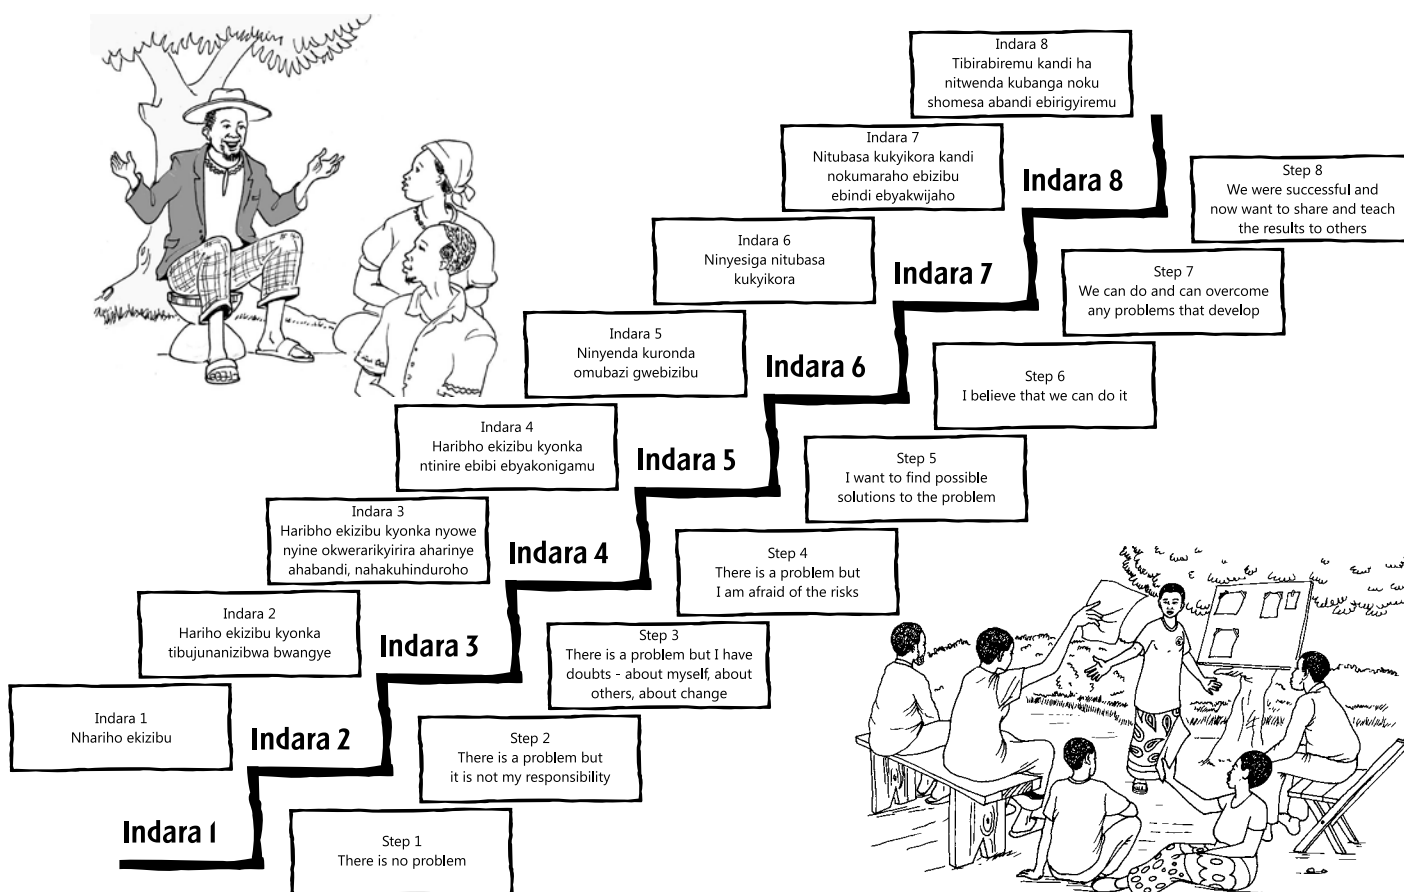 Indara 8
Tibirabiremu kandi ha
nitwenda kubanga noku
shomesa abandi ebirigyiremu
Indara 7
Nitubasa kukyikora kandi
nokumaraho ebizibu
ebindi ebyakwijaho
Indara 8
Step 8
We were successful and
now want to share and teach
the results to others
Indara 6
Ninyesiga nitubasa
kukyikora
Indara 7
Step 7
We can do and can overcome
any problems that develop
Indara 5
Ninyenda kuronda
omubazi gwebizibu
Indara 6
Step 6
I believe that we can do it
Indara 4
Haribho ekizibu kyonka
ntinire ebibi ebyakonigamu
Indara 5
Step 5
I want to find possible
solutions to the problem
Indara 3
Haribho ekizibu kyonka nyowe
nyine okwerarikyirira aharinye
ahabandi, nahakuhinduroho
Indara 4
Step 4
There is a problem but
I am afraid of the risks
Indara 2
Hariho ekizibu kyonka
tibujunanizibwa bwangye
Indara 3
Step 3
There is a problem but I have
doubts - about myself, about
others, about change
Indara 1
Nhariho ekizibu
Indara 2
Step 2
There is a problem but
it is not my responsibility
Indara 1
Step 1
There is no problem